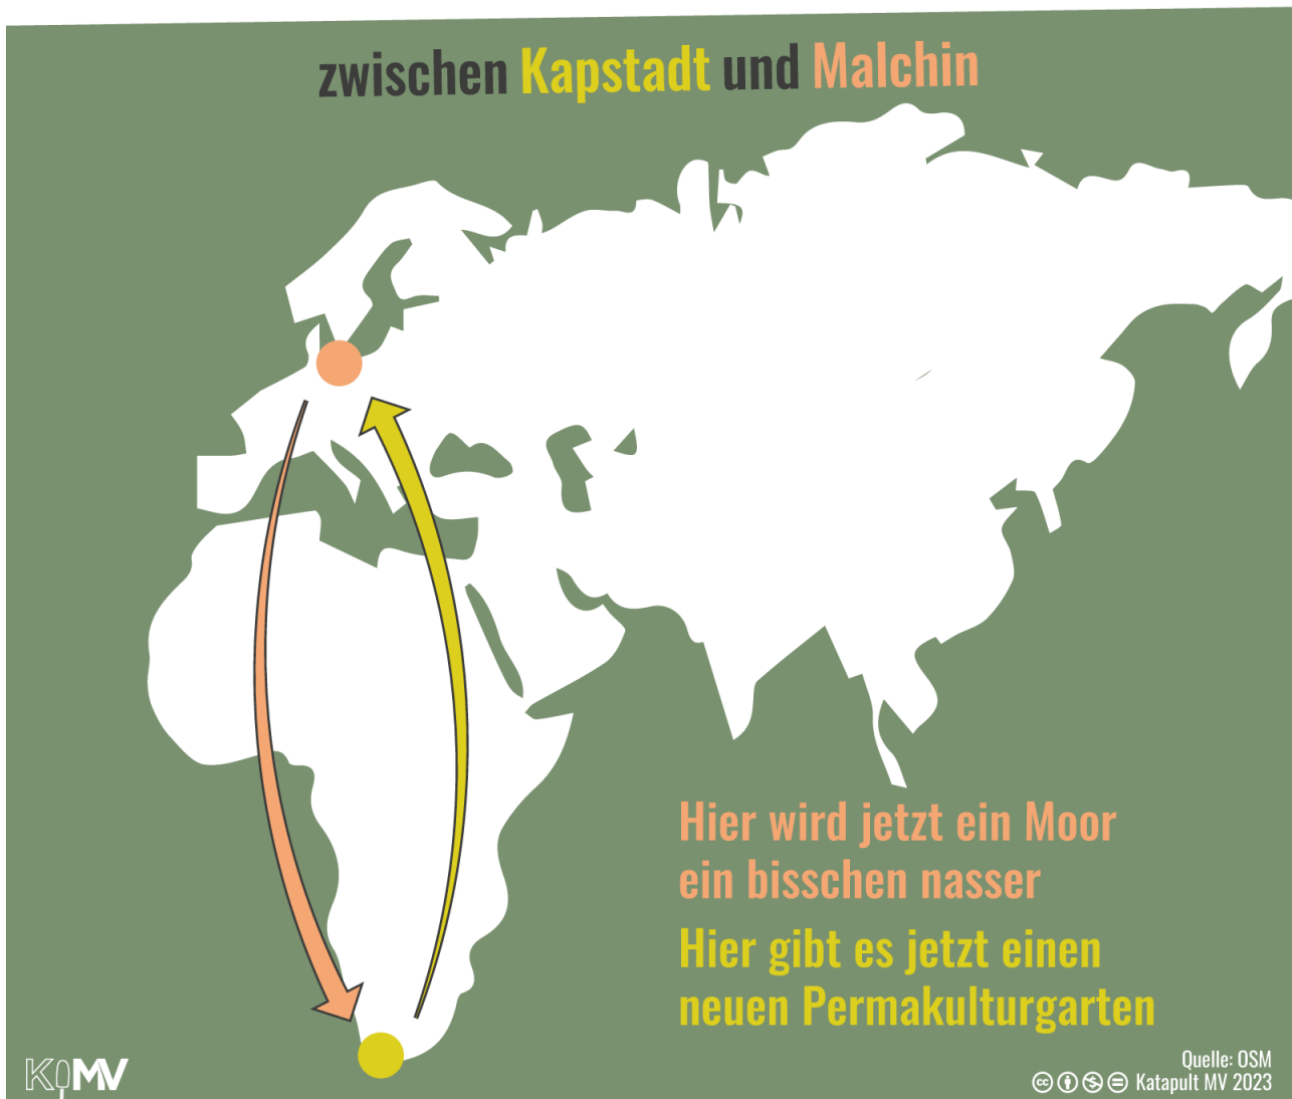 zwischen Kapstadt und Malchin
Hier wird jetzt ein Moor
ein bisschen nasser
Hier gibt es jetzt einen
neuen Permakulturgarten
KMV
Quelle: OSM
Katapult MV 2023